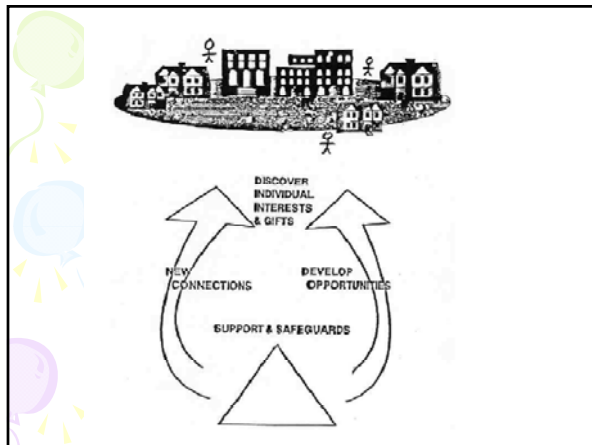 DISCOVER
INDIVIDUAL
INTERESTS
& GIFTS
NEW
CONNECTIONS
DEVELOP
OPPORTUNITIES
SUPPORT & SAFEGUARDS